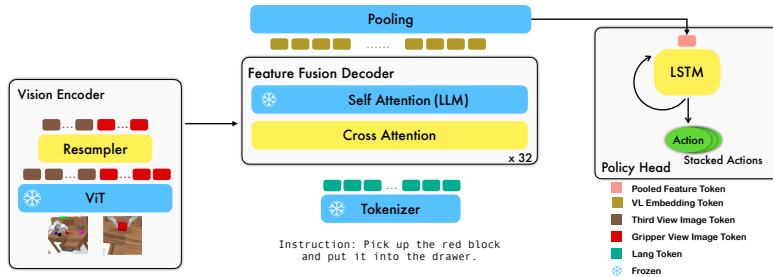 Pooling
Feature Fusion Decoder
Self Attention (LLM)
Cross Attention
x 32
Vision Encoder
Resampler
ViT
Tokenizer
Instruction: Pick up the red block
and put it into the drawer.
LSTM
Action
Stacked Actions
Policy Head
Pooled Feature Token
VL Embedding Token
Third View Image Token
Gripper View Image Token
Lang Token
Frozen